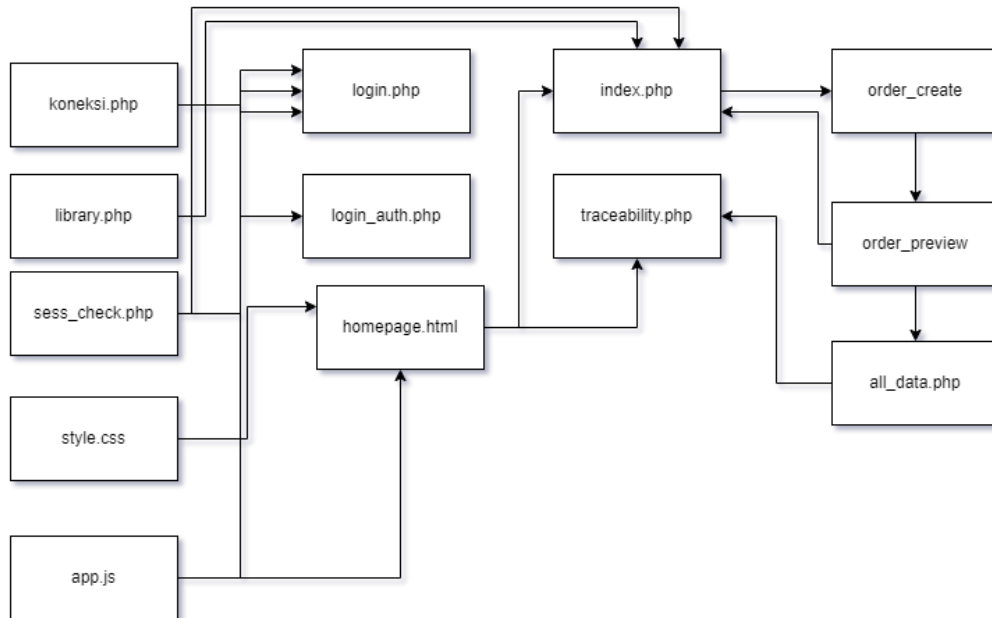 koneksi.php
login.php
index.php
order_create
library.php
login_auth.php
traceability.php
order_preview
sess_check.php
homepage.html
all_data.php
style.css
app.js